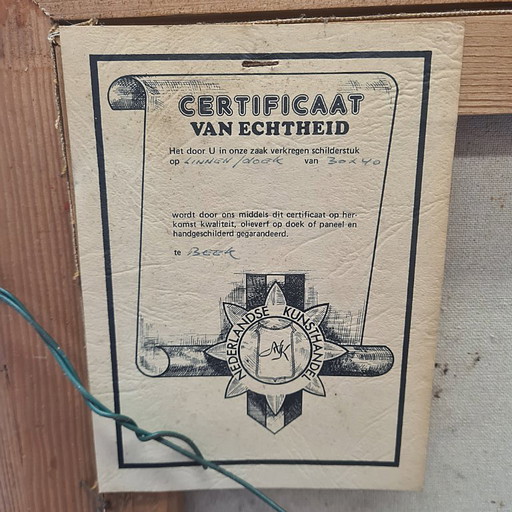 CERTIFICAAT
VAN ECHTHEID
Het door U in onze zaak verkregen schilderstuk
op LINNEN/DOEK van 30x40
wordt door ons middels dit certificaat op her-
komst kwaliteit, olieverf op doek of paneel en
handgeschilderd gegarandeerd.
te BEEK
NEDERLANDSE KUNSTHANDEL
NK